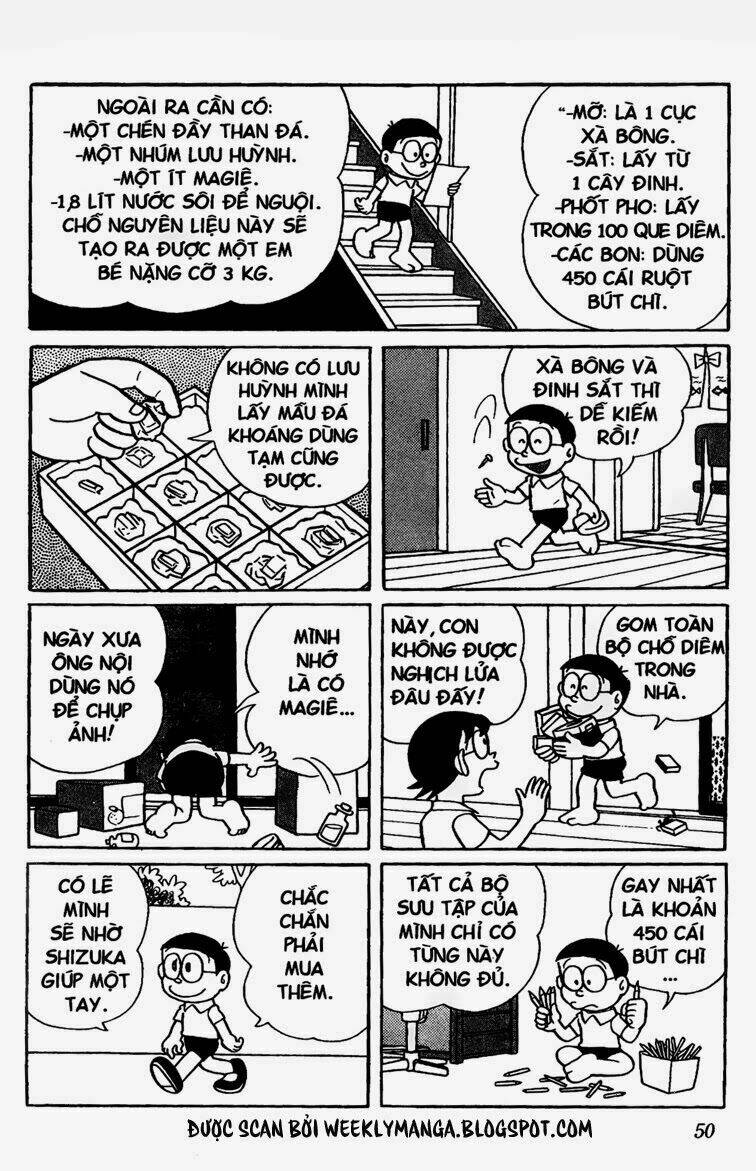 "-MỠ: LÀ 1 CỤC
XÀ BÔNG.
-SẮT: LẤY TỪ
1 CÂY ĐINH.
-PHỐT PHO: LẤY
TRONG 100 QUE DIÊM.
-CÁC BON: DÙNG
450 CÁI RUỘT
BÚT CHÌ.
NGOÀI RA CẦN CÓ:
-MỘT CHÉN ĐẦY THAN ĐÁ.
-MỘT NHÚM LƯU HUỲNH.
-MỘT ÍT MAGIÊ.
-1,8 LÍT NƯỚC SÔI ĐỂ NGUỘI.
CHỖ NGUYÊN LIỆU NÀY SẼ
TẠO RA ĐƯỢC MỘT EM
BÉ NẶNG CỠ 3 KG.
XÀ BÔNG VÀ
ĐINH SẮT THÌ
DỄ KIẾM
RỒI!
KHÔNG CÓ LƯU
HUỲNH MÌNH
LẤY MẪU ĐÁ
KHOÁNG DÙNG
TẠM CŨNG
ĐƯỢC.
GOM TOÀN
BỘ CHỖ DIÊM
TRONG
NHÀ.
NÀY, CON
KHÔNG ĐƯỢC
NGHỊCH LỬA
ĐÂU ĐẤY!
MÌNH
NHỚ
LÀ CÓ
MAGIÊ...
NGÀY XƯA
ÔNG NỘI
DÙNG NÓ
ĐỂ CHỤP
ẢNH!
GAY NHẤT
LÀ KHOẢN
450 CÁI
BÚT CHÌ
...
TẤT CẢ BỘ
SƯU TẬP CỦA
MÌNH CHỈ CÓ
TỪNG NÀY
KHÔNG ĐỦ.
CHẮC
CHẮN
PHẢI
MUA
THÊM.
CÓ LẼ
MÌNH
SẼ NHỜ
SHIZUKA
GIÚP MỘT
TAY.
ĐƯỢC SCAN BỞI WEEKLYMANGA.BLOGSPOT.COM
50